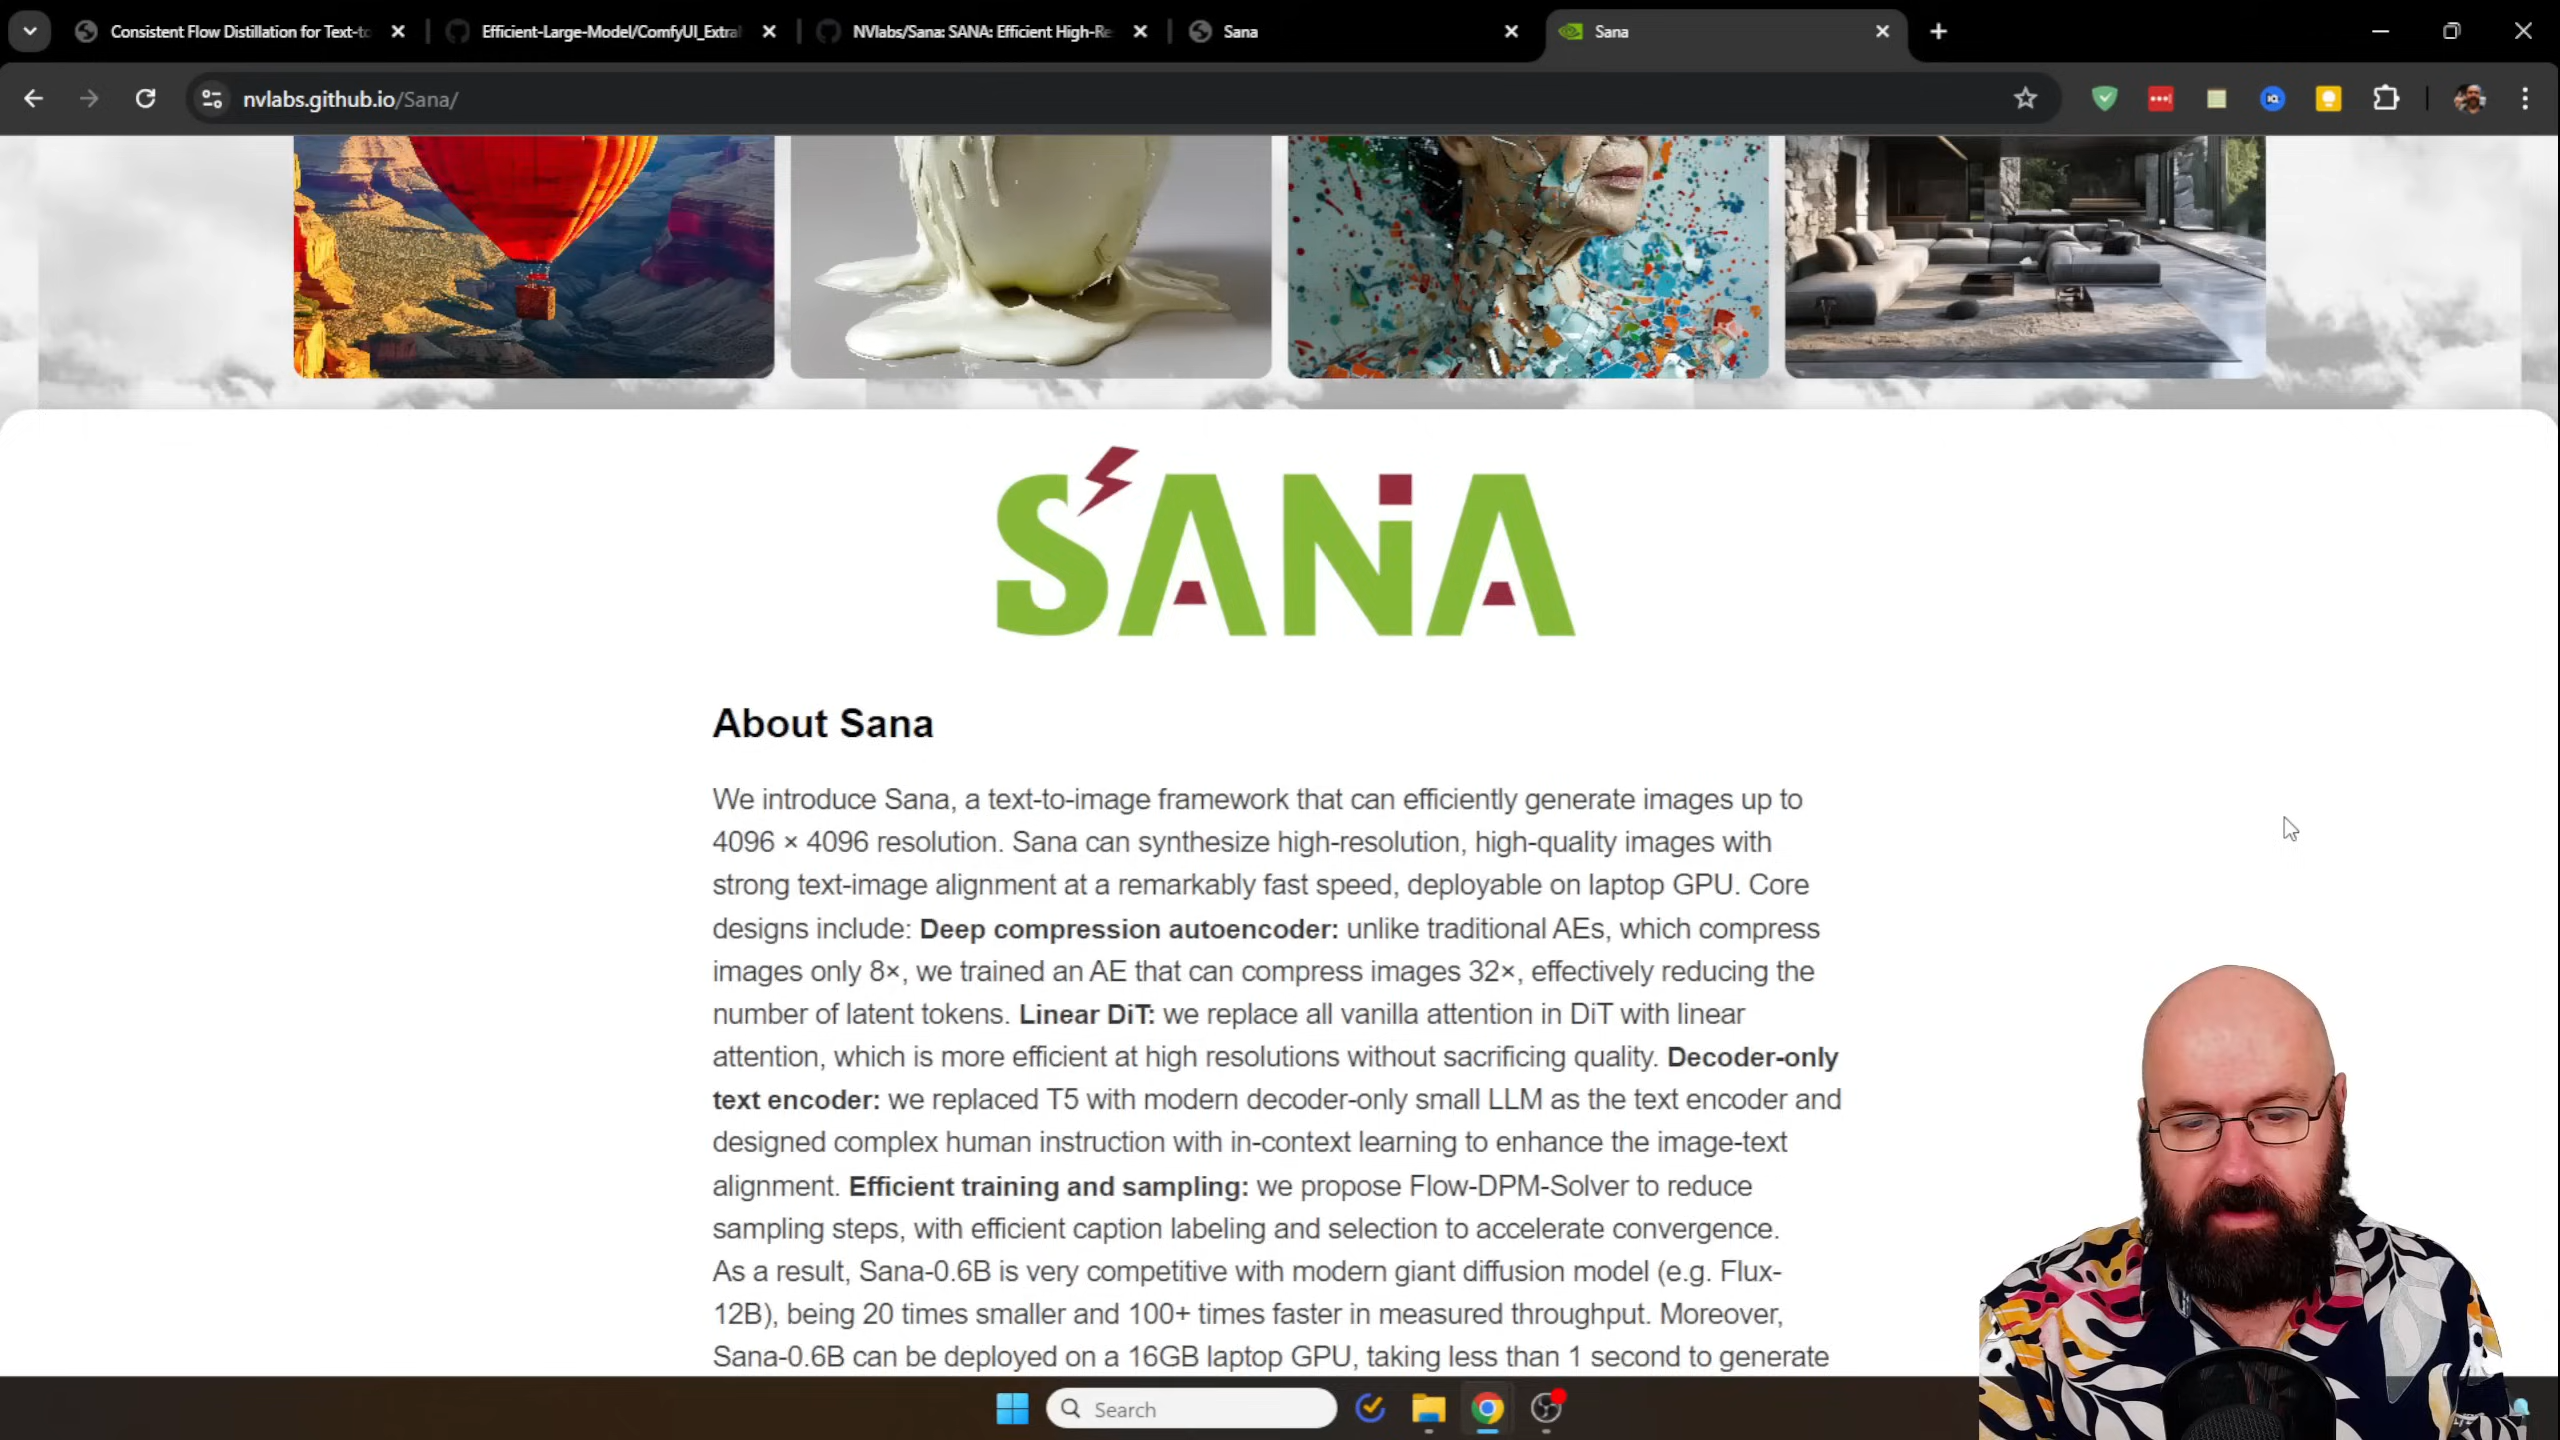 Consistent Flow Distillation for Text-to
Efficient-Large-Model/ComfyUI_Extral
NVlabs/Sana: SANA: Efficient High-Re
Sana
Sana
nvlabs.github.io/Sana/
SANA
About Sana
We introduce Sana, a text-to-image framework that can efficiently generate images up to
4096 × 4096 resolution. Sana can synthesize high-resolution, high-quality images with
strong text-image alignment at a remarkably fast speed, deployable on laptop GPU. Core
designs include: Deep compression autoencoder: unlike traditional AEs, which compress
images only 8×, we trained an AE that can compress images 32×, effectively reducing the
number of latent tokens. Linear DiT: we replace all vanilla attention in DiT with linear
attention, which is more efficient at high resolutions without sacrificing quality. Decoder-only
text encoder: we replaced T5 with modern decoder-only small LLM as the text encoder and
designed complex human instruction with in-context learning to enhance the image-text
alignment. Efficient training and sampling: we propose Flow-DPM-Solver to reduce
sampling steps, with efficient caption labeling and selection to accelerate convergence.
As a result, Sana-0.6B is very competitive with modern giant diffusion model (e.g. Flux-
12B), being 20 times smaller and 100+ times faster in measured throughput. Moreover,
Sana-0.6B can be deployed on a 16GB laptop GPU, taking less than 1 second to generate
Search